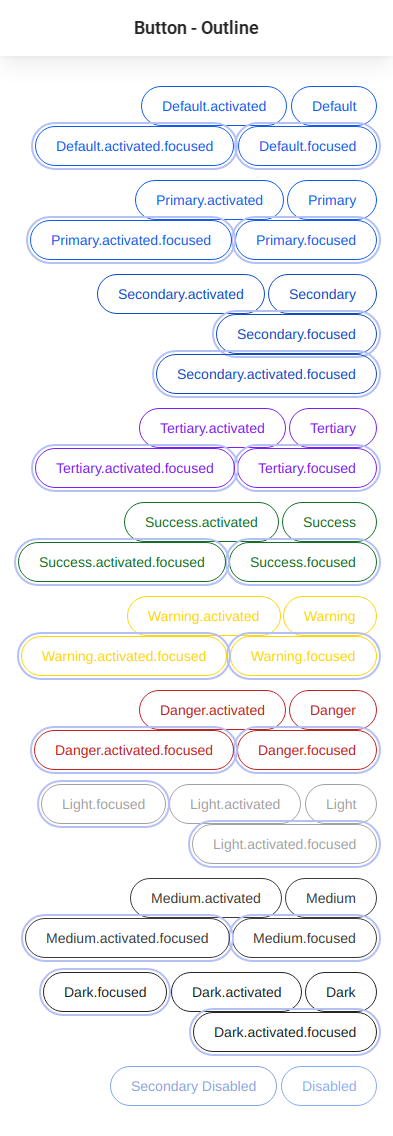 Button - Outline
Default.activated Default
Default.activated.focused Default.focused
Primary.activated Primary
Primary.activated.focused Primary.focused
Secondary.activated Secondary
Secondary.focused
Secondary.activated.focused
Tertiary.activated Tertiary
Tertiary.activated.focused Tertiary.focused
Success.activated Success
Success.activated.focused Success.focused
Warning.activated Warning
Warning.activated.focused Warning.focused
Danger.activated Danger
Danger.activated.focused Danger.focused
Light.focused Light.activated Light
Light.activated.focused
Medium.activated Medium
Medium.activated.focused Medium.focused
Dark.focused Dark.activated Dark
Dark.activated.focused
Secondary Disabled Disabled